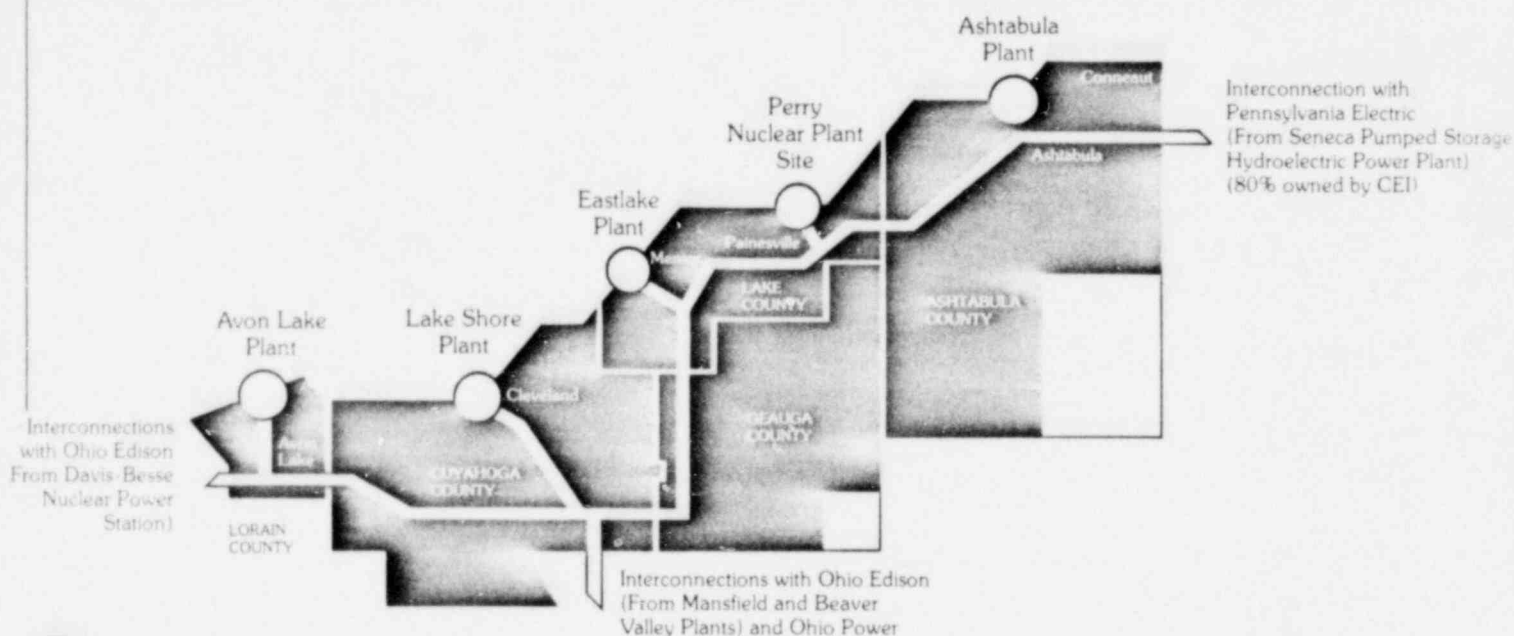 Ashtabula
Plant
Conneaut
Interconnection with
Pennsylvania Electric
(From Seneca Pumped Storage
Hydroelectric Power Plant)
(80% owned by CEI)
Ashtabula
Perry
Nuclear Plant
Site
Eastlake
Plant
Painesville
LAKE
COUNTY
ASHTABULA
COUNTY
Avon Lake
Plant
Lake Shore
Plant
Cleveland
Interconnections
with Ohio Edison
From Davis-Besse
Nuclear Power
Station)
Avon
Lake
CUYAHOGA
COUNTY
GEAUGA
COUNTY
LORAIN
COUNTY
Interconnections with Ohio Edison
(From Mansfield and Beaver
Valley Plants) and Ohio Power